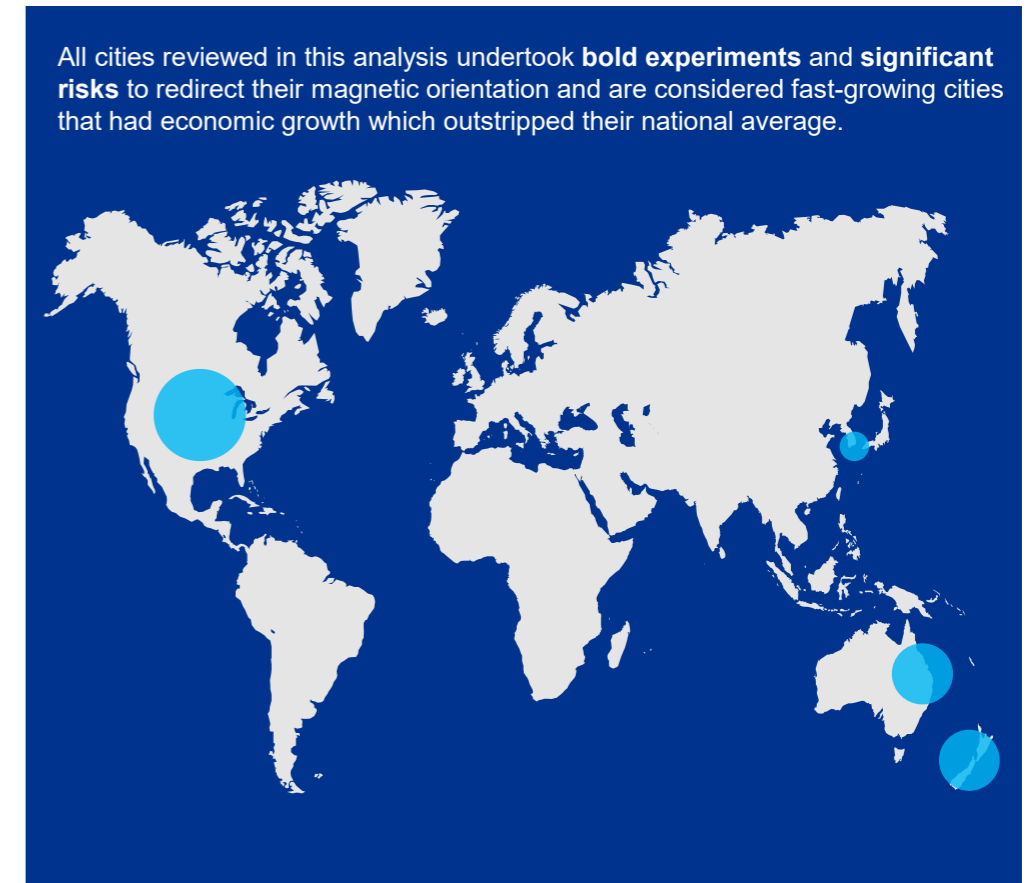 All cities reviewed in this analysis undertook bold experiments and significant
risks to redirect their magnetic orientation and are considered fast-growing cities
that had economic growth which outstripped their national average.